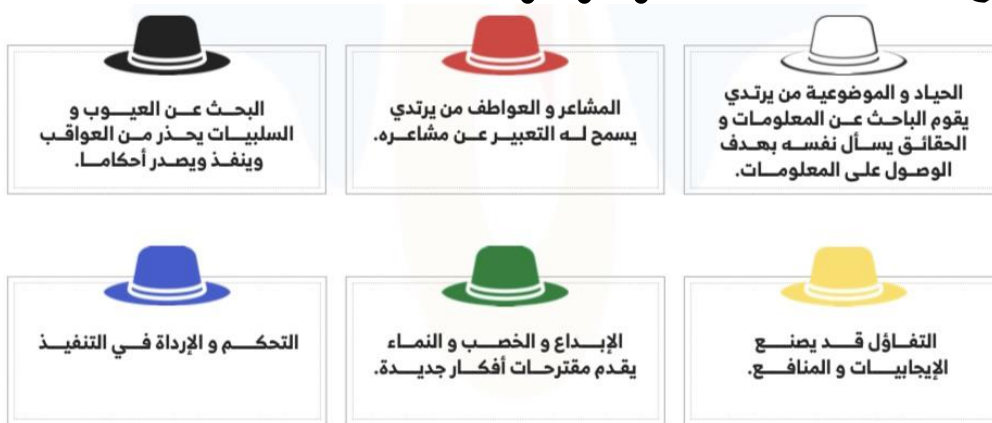 الحياد و الموضوعية من يرتدي
يقوم الباحث عن المعلومات و
الحقائق يسأل نفسه بهدف
الوصول على المعلومات.
المشاعر و العواطف من يرتدي
يسمح له التعبير عن مشاعره.
البحث عن العيوب و
السلبيات يحذر من العواقب
وينفذ ويصدر أحكاما.
التفاؤل قد يصنع
الإيجابيات و المنافع.
الإبداع و الخصب و النماء
يقدم مقترحات أفكار جديدة.
التحكم و الإرداة في التنفيذ